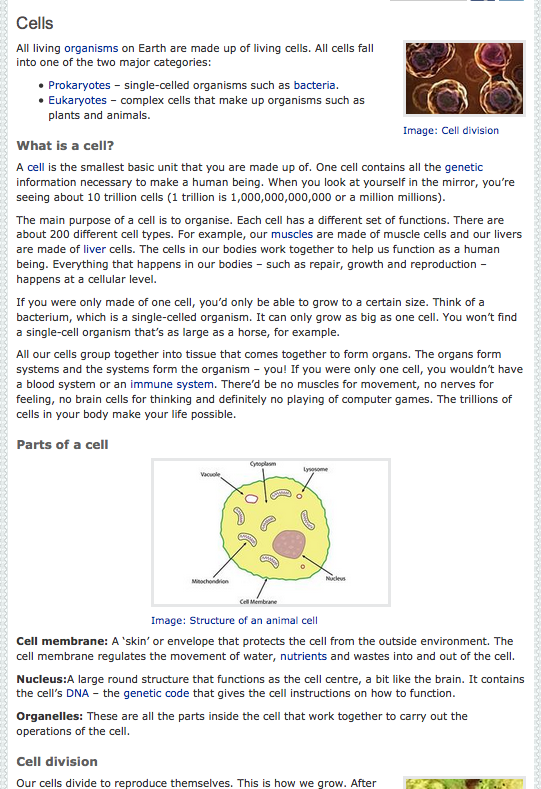 Cells
All living organisms on Earth are made up of living cells. All cells fall
into one of the two major categories:
• Prokaryotes – single-celled organisms such as bacteria.
• Eukaryotes – complex cells that make up organisms such as
plants and animals.
Image: Cell division
What is a cell?
A cell is the smallest basic unit that you are made up of. One cell contains all the genetic
information necessary to make a human being. When you look at yourself in the mirror, you’re
seeing about 10 trillion cells (1 trillion is 1,000,000,000,000 or a million millions).
The main purpose of a cell is to organise. Each cell has a different set of functions. There are
about 200 different cell types. For example, our muscles are made of muscle cells and our livers
are made of liver cells. The cells in our bodies work together to help us function as a human
being. Everything that happens in our bodies – such as repair, growth and reproduction –
happens at a cellular level.
If you were only made of one cell, you’d only be able to grow to a certain size. Think of a
bacterium, which is a single-celled organism. It can only grow as big as one cell. You won’t find
a single-cell organism that’s as large as a horse, for example.
All our cells group together into tissue that comes together to form organs. The organs form
systems and the systems form the organism – you! If you were only one cell, you wouldn’t have
a blood system or an immune system. There’d be no muscles for movement, no nerves for
feeling, no brain cells for thinking and definitely no playing of computer games. The trillions of
cells in your body make your life possible.
Parts of a cell
Cytoplasm
Lysosome
Vacuole
Mitochondrion
Nucleus
Cell Membrane
Image: Structure of an animal cell
Cell membrane: A ‘skin’ or envelope that protects the cell from the outside environment. The
cell membrane regulates the movement of water, nutrients and wastes into and out of the cell.
Nucleus:A large round structure that functions as the cell centre, a bit like the brain. It contains
the cell’s DNA – the genetic code that gives the cell instructions on how to function.
Organelles: These are all the parts inside the cell that work together to carry out the
operations of the cell.
Cell division
Our cells divide to reproduce themselves. This is how we grow. After